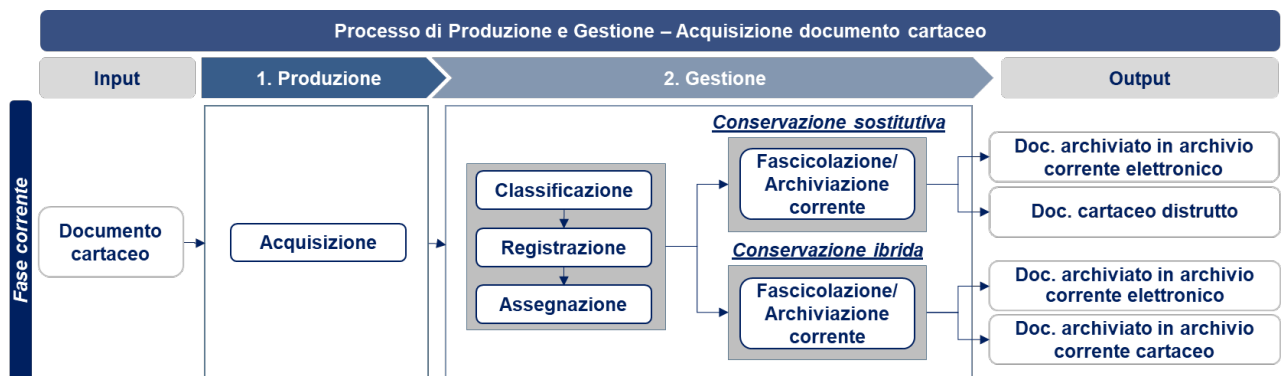 Processo di Produzione e Gestione – Acquisizione documento cartaceo
Input
1. Produzione
2. Gestione
Output
Fase corrente
Documento
cartaceo
Acquisizione
Classificazione
Registrazione
Assegnazione
Conservazione sostitutiva
Fascicolazione/
Archiviazione
corrente
Conservazione ibrida
Fascicolazione/
Archiviazione
corrente
Doc. archiviato in archivio
corrente elettronico
Doc. cartaceo distrutto
Doc. archiviato in archivio
corrente elettronico
Doc. archiviato in archivio
corrente cartaceo